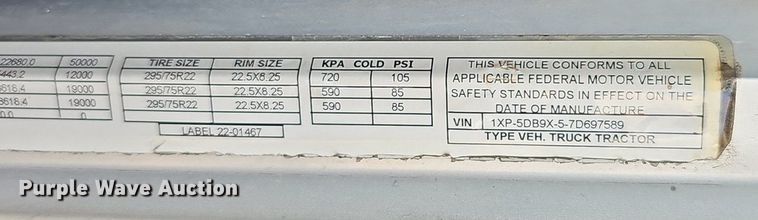 22680.0 50000
5443.2 12000
8618.4 19000
8618.4 19000
0.0 0
TIRE SIZE RIM SIZE
295/75R22 22.5X8.25
295/75R22 22.5X8.25
295/75R22 22.5X8.25
LABEL 22-01467
KPA COLD PSI
720 105
590 85
590 85
THIS VEHICLE CONFORMS TO ALL
APPLICABLE FEDERAL MOTOR VEHICLE
SAFETY STANDARDS IN EFFECT ON THE
DATE OF MANUFACTURE
VIN 1XP-5DB9X-5-7D697589
TYPE VEH. TRUCK TRACTOR
Purple Wave Auction